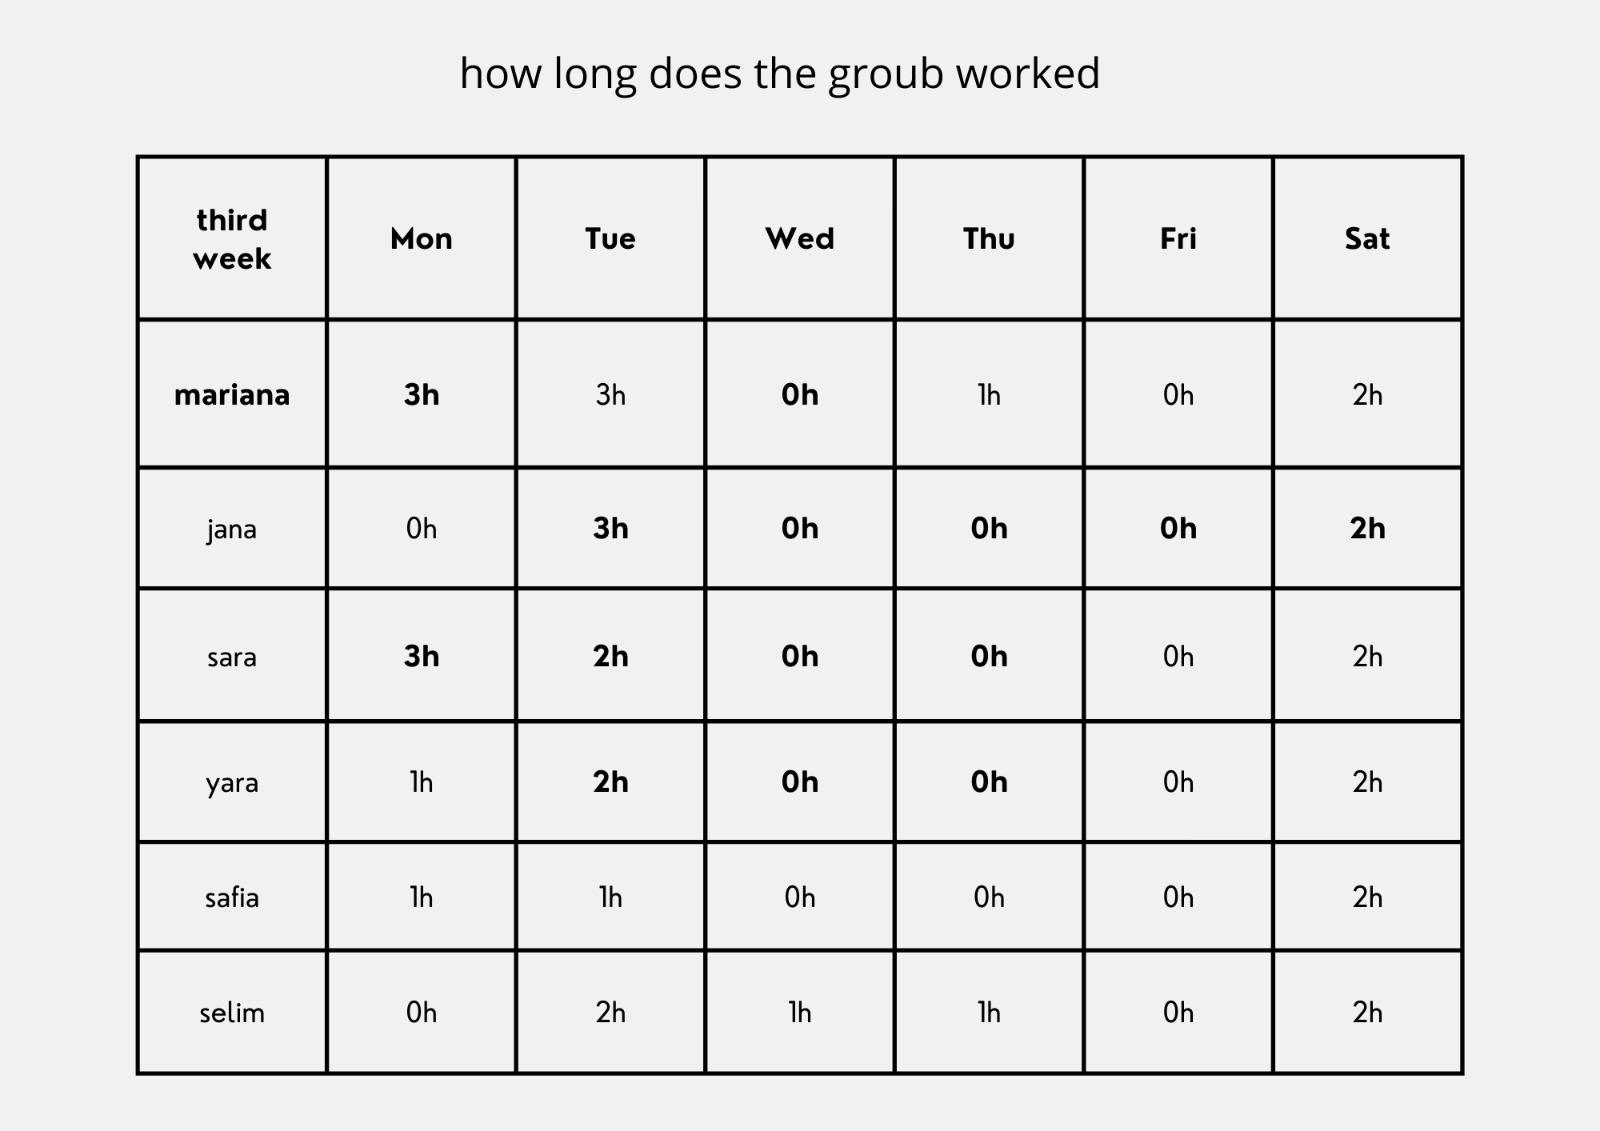 how long does the groub worked
third
week
Mon Tue Wed Thu Fri Sat
mariana 3h 3h 0h 1h 0h 2h
jana 0h 3h 0h 0h 0h 2h
sara 3h 2h 0h 0h 0h 2h
yara 1h 2h 0h 0h 0h 2h
safia 1h 1h 0h 0h 0h 2h
selim 0h 2h 1h 1h 0h 2h